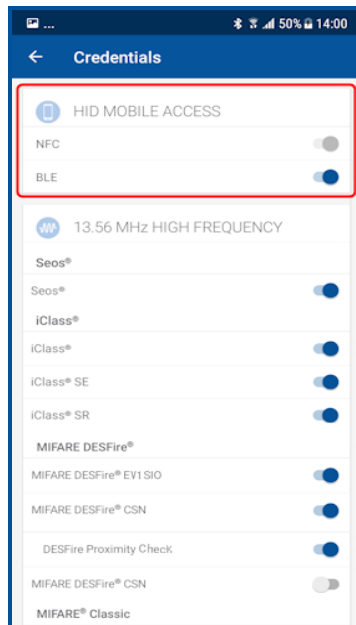 ... 50% 14:00
Credentials
HID MOBILE ACCESS
NFC
BLE
13.56 MHz HIGH FREQUENCY
Seos®
Seos®
iClass®
iClass®
iClass® SE
iClass® SR
MIFARE DESFire®
MIFARE DESFire® EV1 SIO
MIFARE DESFire® CSN
DESFire Proximity Check
MIFARE DESFire® CSN
MIFARE® Classic